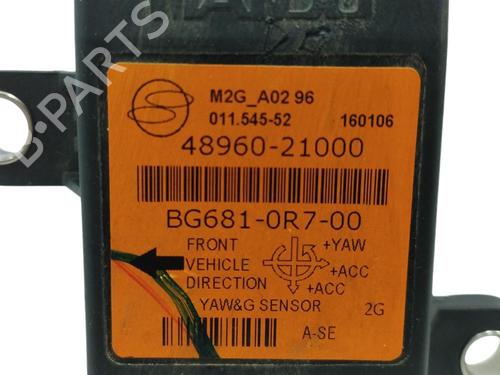 M2G_A02 96
011.545-52 160106
48960-21000
BG681-0R7-00
FRONT +YAW
VEHICLE
DIRECTION +ACC
+ACC
YAW&G SENSOR 2G
A-SE